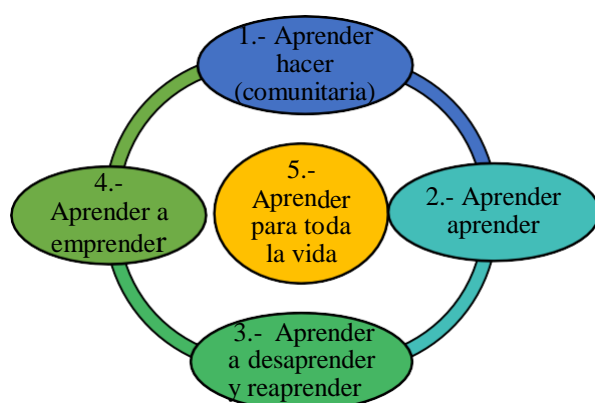 1.- Aprender
hacer
(comunitaria)
2.- Aprender
aprender
3.- Aprender
a desaprender
y reaprender
4.-
Aprender a
emprender
5.-
Aprender
para toda
la vida